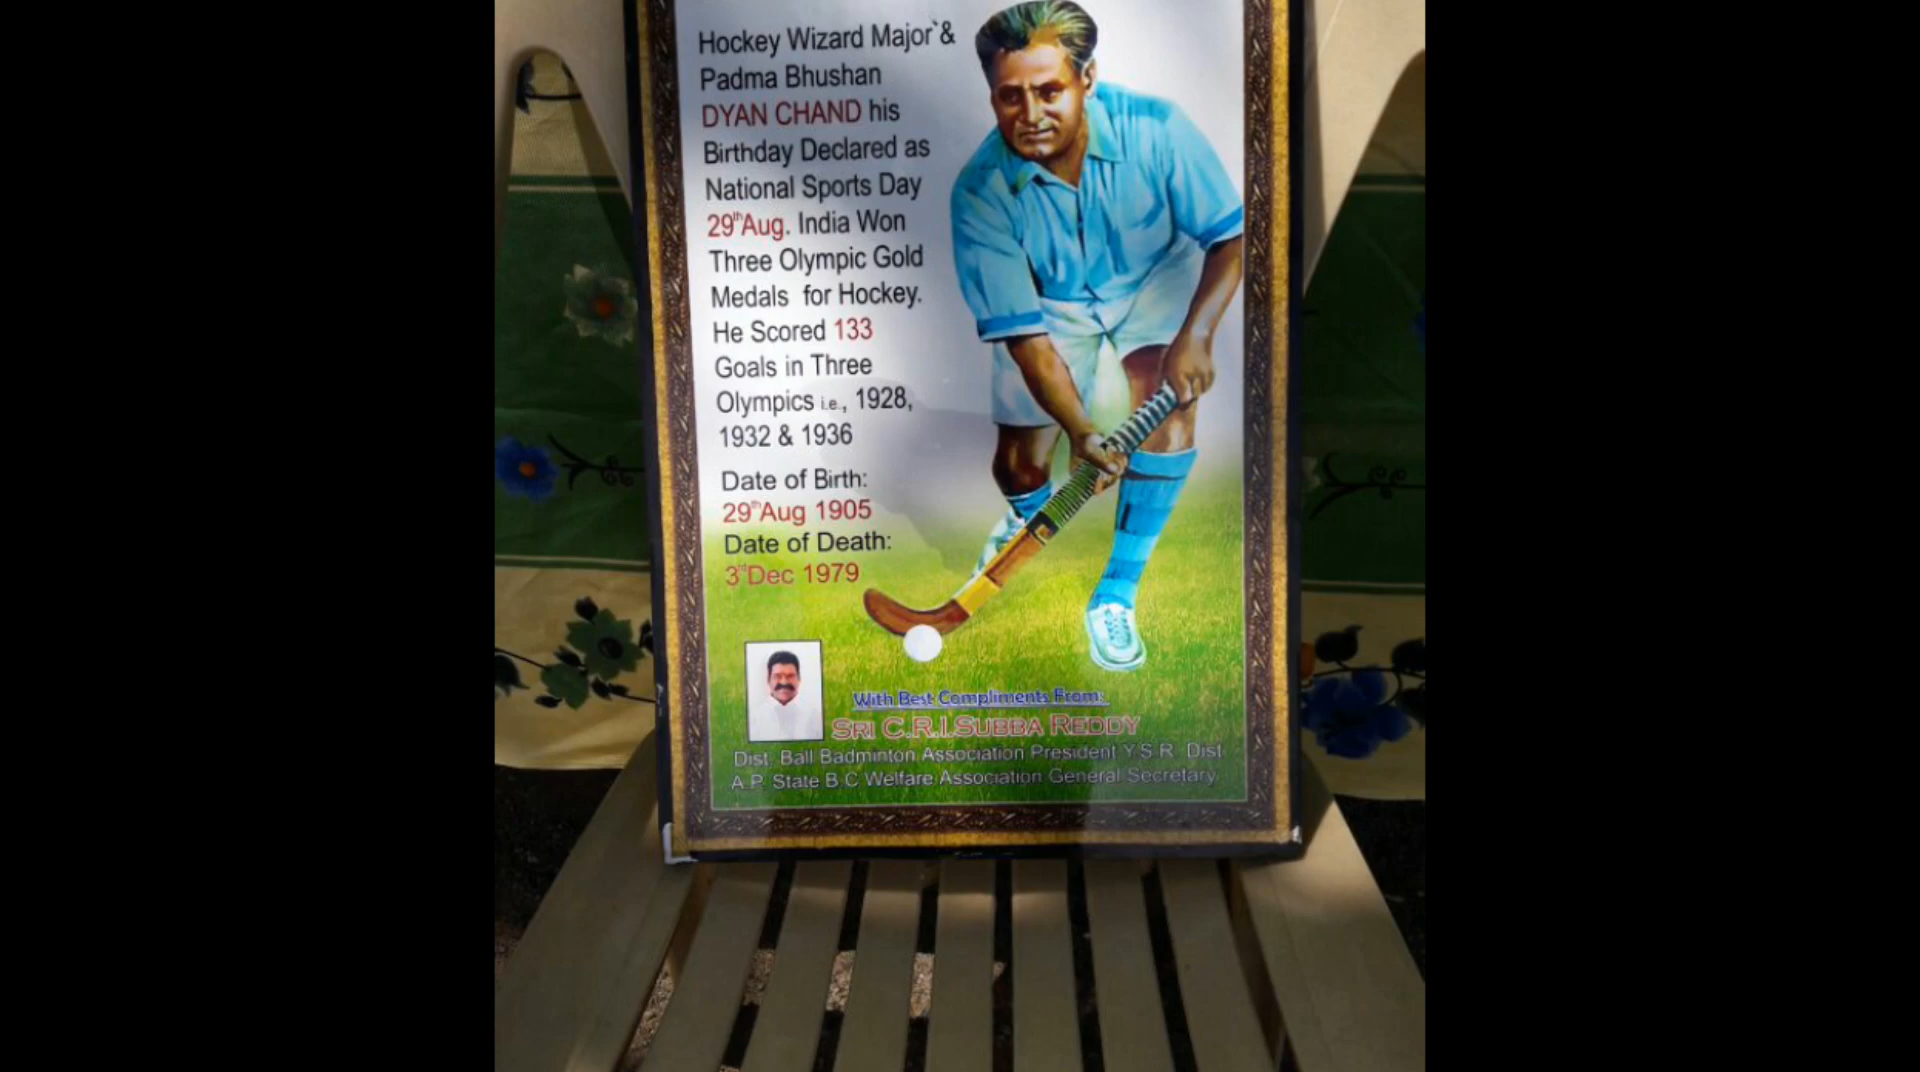 Hockey Wizard Major`&
Padma Bhushan
DYAN CHAND his
Birthday Declared as
National Sports Day
29th Aug. India Won
Three Olympic Gold
Medals for Hockey.
He Scored 133
Goals in Three
Olympics i.e., 1928,
1932 & 1936
Date of Birth:
29th Aug 1905
Date of Death:
3rd Dec 1979
With Best Compliments From:
SRI C.R.I.SUBBA REDDY
Dist, Ball Badminton Association President Y.S.R. Dist
A.P. State B C Welfare Association General Secretary.